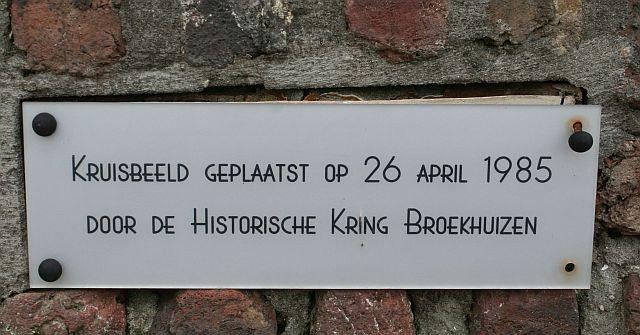 Kruisbeeld geplaatst op 26 april 1985
door de Historische Kring Broekhuizen